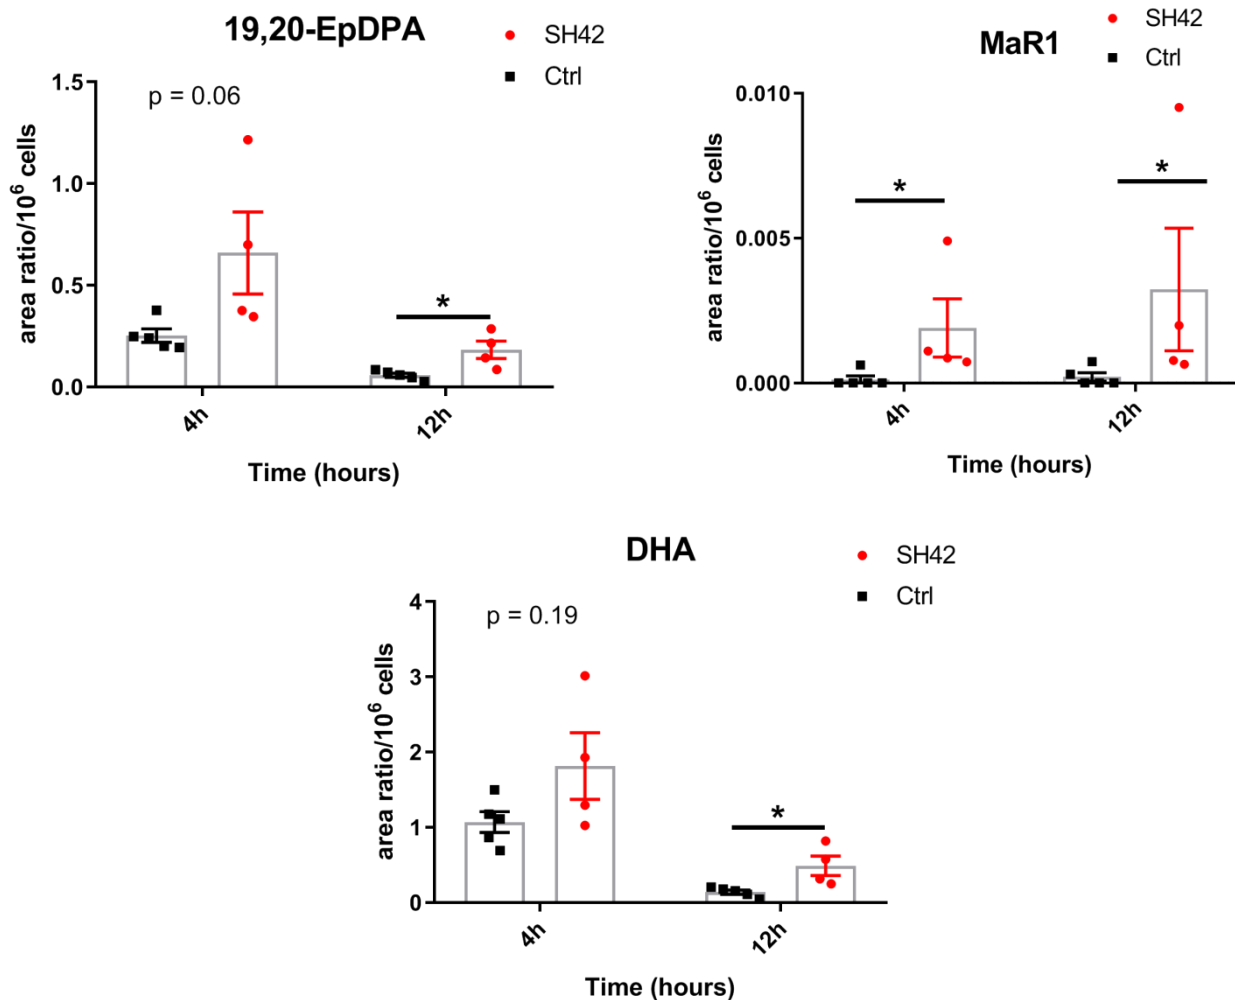 19,20-EpDPA
SH42
Ctrl
p = 0.06
area ratio/10⁶ cells
1.5
1.0
0.5
0.0
*
4h
12h
Time (hours)
MaR1
SH42
Ctrl
area ratio/10⁶ cells
0.010
0.005
0.000
*
*
4h
12h
Time (hours)
DHA
SH42
Ctrl
p = 0.19
area ratio/10⁶ cells
4
3
2
1
0
*
4h
12h
Time (hours)